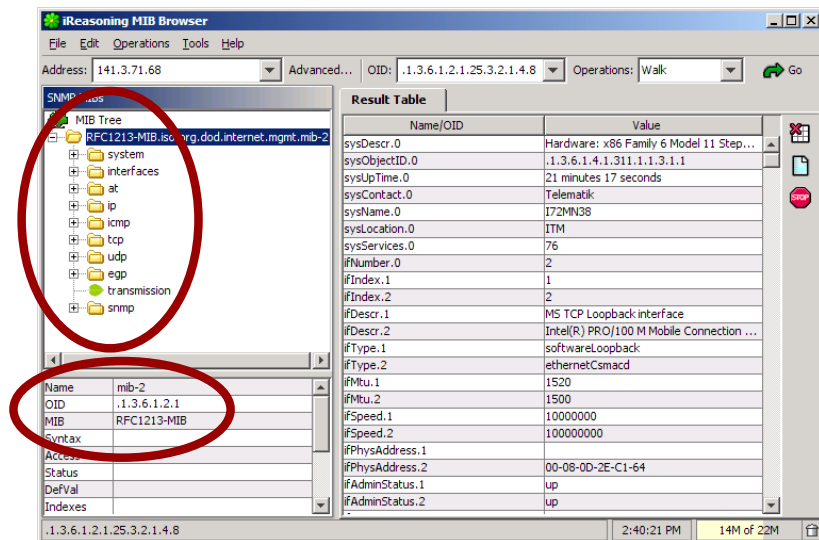 iReasoning MIB Browser
File Edit Operations Tools Help
Address: 141.3.71.68 Advanced... OID: .1.3.6.1.2.1.25.3.2.1.4.8 Operations: Walk Go
SNMP MIBs
MIB Tree
RFC1213-MIB.iso.org.dod.internet.mgmt.mib-2
system
interfaces
at
ip
icmp
tcp
udp
egp
transmission
snmp
Name mib-2
OID .1.3.6.1.2.1
MIB RFC1213-MIB
Syntax
Access
Status
DefVal
Indexes
Result Table
Name/OID Value
sysDescr.0 Hardware: x86 Family 6 Model 11 Step...
sysObjectID.0 .1.3.6.1.4.1.311.1.1.3.1.1
sysUpTime.0 21 minutes 17 seconds
sysContact.0 Telematik
sysName.0 I72MN38
sysLocation.0 ITM
sysServices.0 76
ifNumber.0 2
ifIndex.1 1
ifIndex.2 2
ifDescr.1 MS TCP Loopback interface
ifDescr.2 Intel(R) PRO/100 M Mobile Connection ...
ifType.1 softwareLoopback
ifType.2 ethernetCsmacd
ifMtu.1 1520
ifMtu.2 1500
ifSpeed.1 10000000
ifSpeed.2 100000000
ifPhysAddress.1
ifPhysAddress.2 00-08-0D-2E-C1-64
ifAdminStatus.1 up
ifAdminStatus.2 up
STOP
.1.3.6.1.2.1.25.3.2.1.4.8 2:40:21 PM 14M of 22M